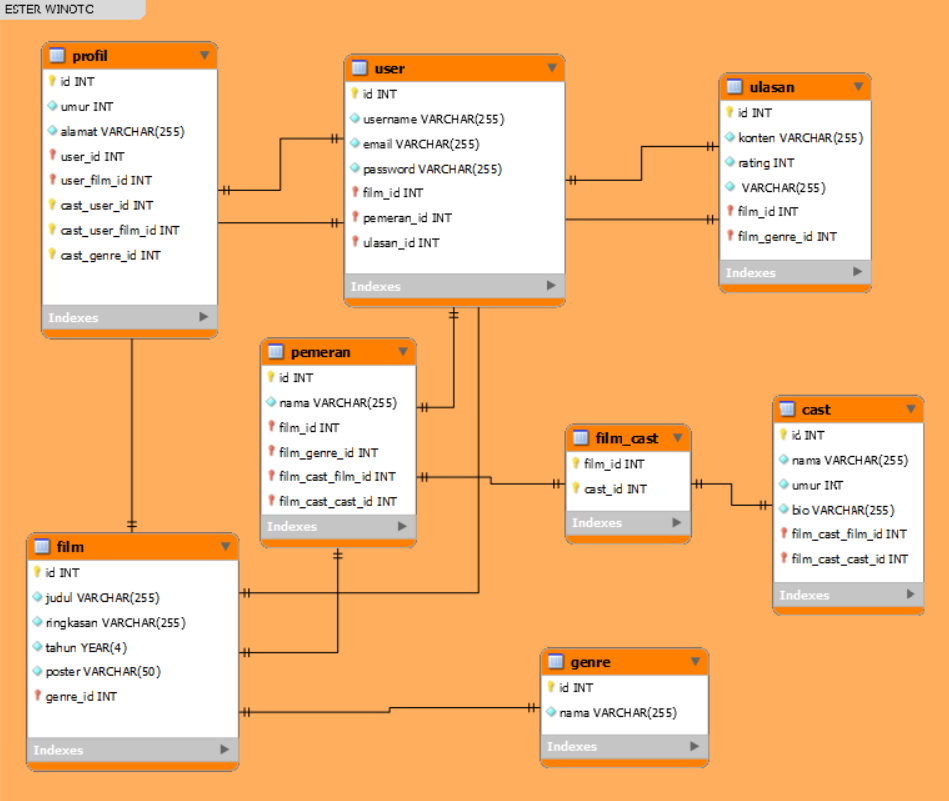 ESTER WINOTC
profil
id INT
umur INT
alamat VARCHAR(255)
user_id INT
user_film_id INT
cast_user_id INT
cast_user_film_id INT
cast_genre_id INT
Indexes
user
id INT
username VARCHAR(255)
email VARCHAR(255)
password VARCHAR(255)
film_id INT
pemeran_id INT
ulasan_id INT
Indexes
ulasan
id INT
konten VARCHAR(255)
rating INT
VARCHAR(255)
film_id INT
film_genre_id INT
Indexes
pemeran
id INT
nama VARCHAR(255)
film_id INT
film_genre_id INT
film_cast_film_id INT
film_cast_cast_id INT
Indexes
film_cast
film_id INT
cast_id INT
Indexes
cast
id INT
nama VARCHAR(255)
umur INT
bio VARCHAR(255)
film_cast_film_id INT
film_cast_cast_id INT
Indexes
film
id INT
judul VARCHAR(255)
ringkasan VARCHAR(255)
tahun YEAR(4)
poster VARCHAR(50)
genre_id INT
Indexes
genre
id INT
nama VARCHAR(255)
Indexes